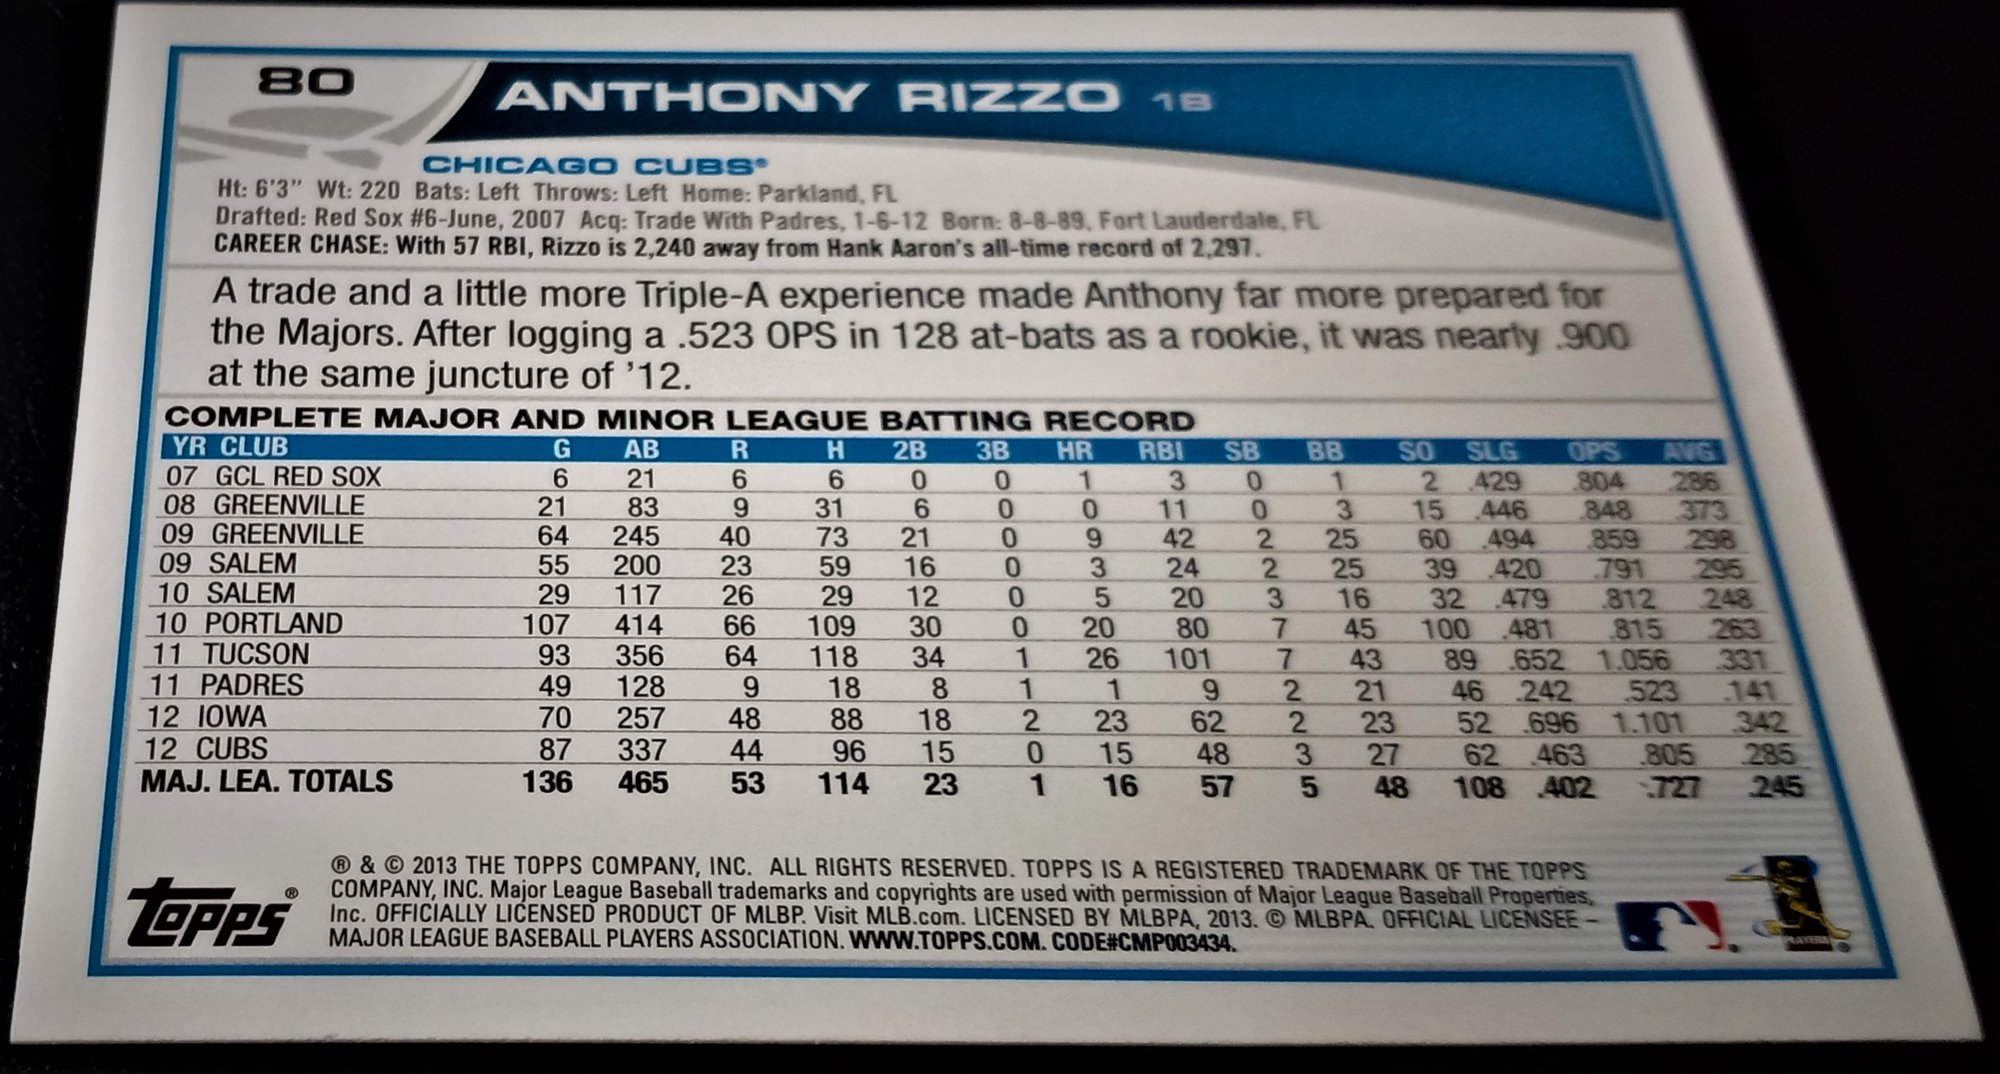 80 ANTHONY RIZZO 1B
CHICAGO CUBS®
Ht: 6'3" Wt: 220 Bats: Left Throws: Left Home: Parkland, FL
Drafted: Red Sox #6-June, 2007 Acq: Trade With Padres, 1-6-12 Born: 8-8-89, Fort Lauderdale, FL
CAREER CHASE: With 57 RBI, Rizzo is 2,240 away from Hank Aaron's all-time record of 2,297.
A trade and a little more Triple-A experience made Anthony far more prepared for
the Majors. After logging a .523 OPS in 128 at-bats as a rookie, it was nearly .900
at the same juncture of '12.
COMPLETE MAJOR AND MINOR LEAGUE BATTING RECORD
YR CLUB G AB R H 2B 3B HR RBI SB BB SO SLG OPS AVG
07 GCL RED SOX 6 21 6 6 0 0 1 3 0 1 2 .429 .804 .286
08 GREENVILLE 21 83 9 31 6 0 0 11 0 3 15 .446 .848 .373
09 GREENVILLE 64 245 40 73 21 0 9 42 2 25 60 .494 .859 .298
09 SALEM 55 200 23 59 16 0 3 24 2 25 39 .420 .791 .295
10 SALEM 29 117 26 29 12 0 5 20 3 16 32 .479 .812 .248
10 PORTLAND 107 414 66 109 30 0 20 80 7 45 100 .481 .815 .263
11 TUCSON 93 356 64 118 34 1 26 101 7 43 89 .652 1.056 .331
11 PADRES 49 128 9 18 8 1 1 9 2 21 46 .242 .523 .141
12 IOWA 70 257 48 88 18 2 23 62 2 23 52 .696 1.101 .342
12 CUBS 87 337 44 96 15 0 15 48 3 27 62 .463 .805 .285
MAJ. LEA. TOTALS 136 465 53 114 23 1 16 57 5 48 108 .402 .727 .245
® & © 2013 THE TOPPS COMPANY, INC. ALL RIGHTS RESERVED. TOPPS IS A REGISTERED TRADEMARK OF THE TOPPS
COMPANY, INC. Major League Baseball trademarks and copyrights are used with permission of Major League Baseball Properties,
Inc. OFFICIALLY LICENSED PRODUCT OF MLBP. Visit MLB.com. LICENSED BY MLBPA, 2013. © MLBPA. OFFICIAL LICENSEE –
MAJOR LEAGUE BASEBALL PLAYERS ASSOCIATION. WWW.TOPPS.COM. CODE#CMP003434.
Topps®
PLAYERS